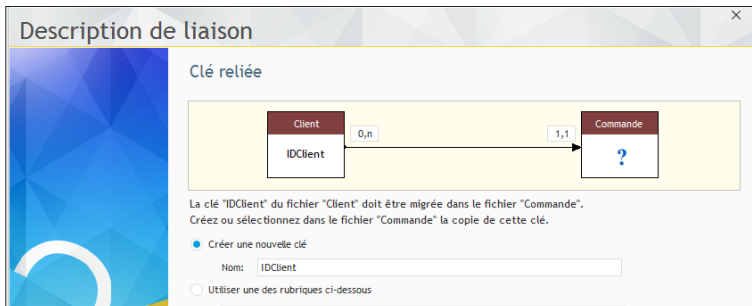 Description de liaison
Clé reliée
Client
0,n
1,1
Commande
IDClient
?
La clé "IDClient" du fichier "Client" doit être migrée dans le fichier "Commande".
Créez ou sélectionnez dans le fichier "Commande" la copie de cette clé.
Créer une nouvelle clé
Nom: IDClient
Utiliser une des rubriques ci-dessous